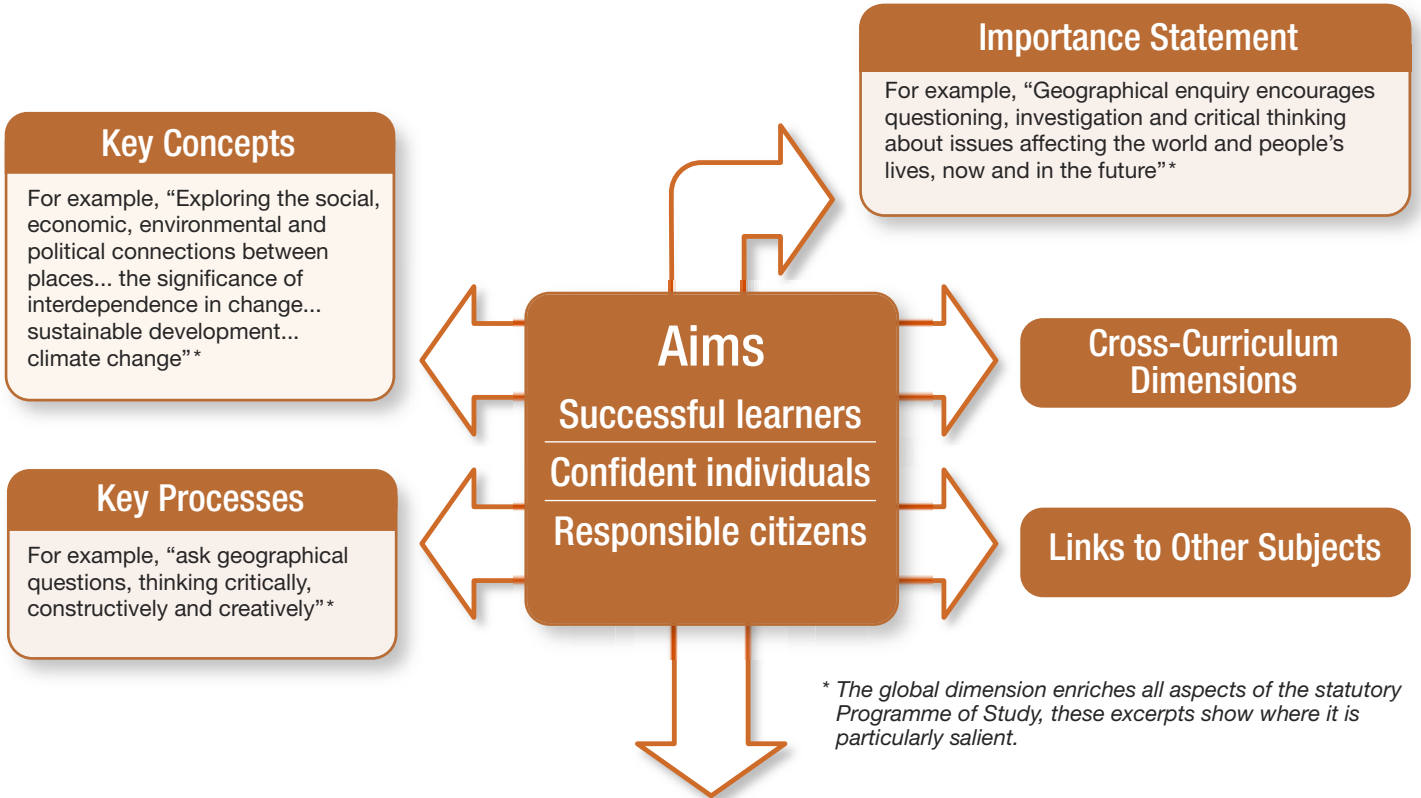 Importance Statement
For example, “Geographical enquiry encourages
questioning, investigation and critical thinking
about issues affecting the world and people’s
lives, now and in the future”*
Key Concepts
For example, “Exploring the social,
economic, environmental and
political connections between
places... the significance of
interdependence in change...
sustainable development...
climate change”*
Key Processes
For example, “ask geographical
questions, thinking critically,
constructively and creatively”*
Aims
Successful learners
Confident individuals
Responsible citizens
Cross-Curriculum
Dimensions
Links to Other Subjects
* The global dimension enriches all aspects of the statutory
Programme of Study, these excerpts show where it is
particularly salient.